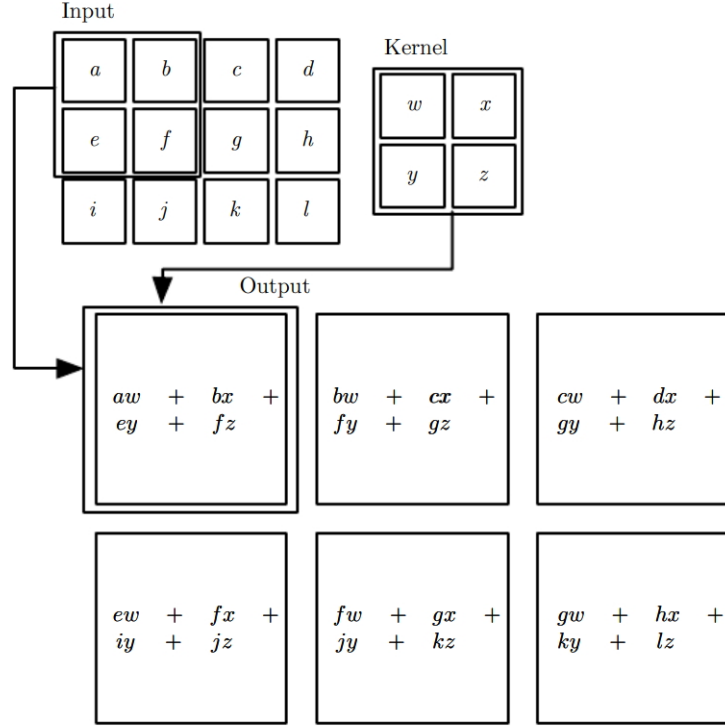 Input
a b c d
Kernel
w x
e f g h
y z
i j k l
Output
aw + bx +
ey + fz
bw + cx +
fy + gz
cw + dx +
gy + hz
ew + fx +
iy + jz
fw + gx +
jy + kz
gw + hx +
ky + lz